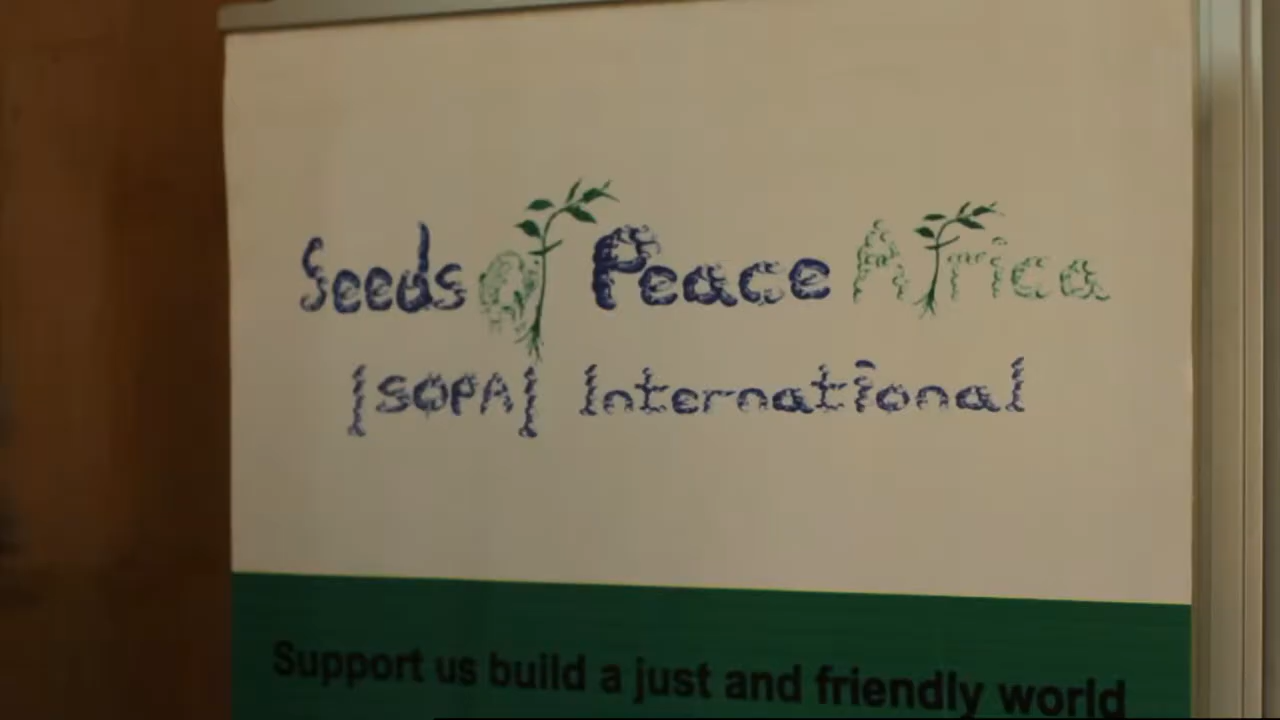 Seeds of Peace Africa
[SOPA] International
Support us build a just and friendly world